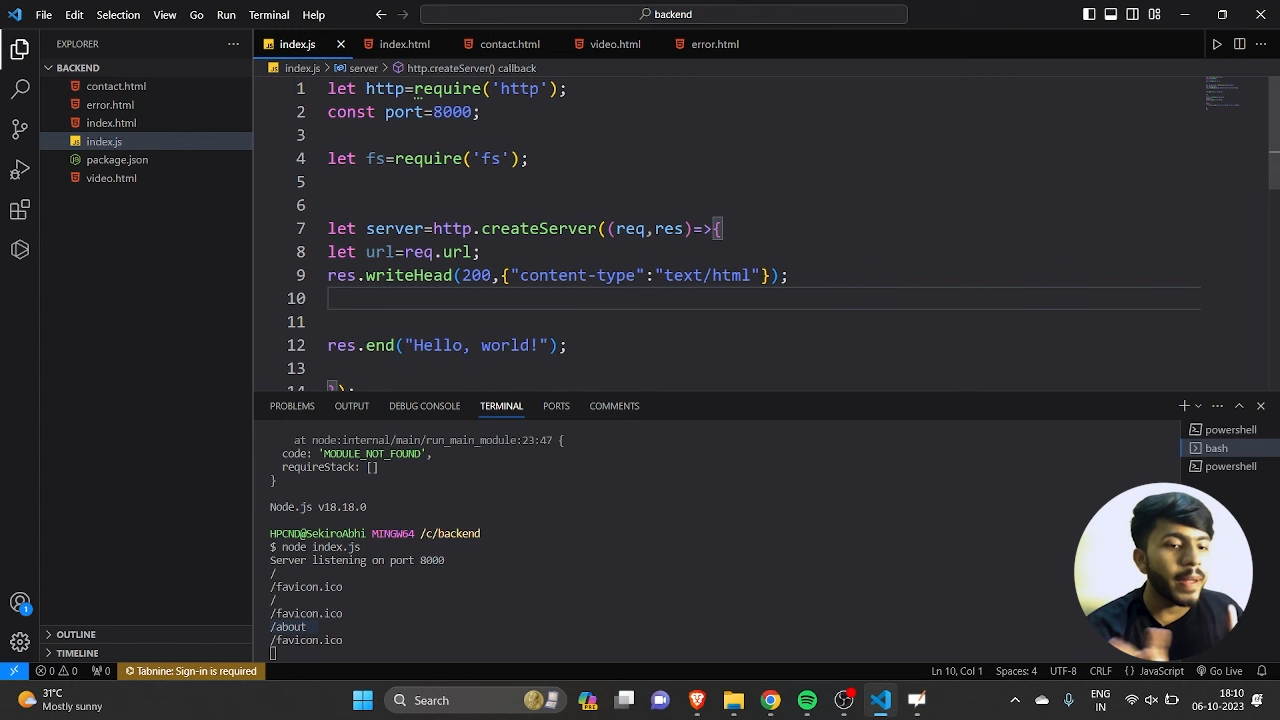 File Edit Selection View Go Run Terminal Help
backend
EXPLORER
BACKEND
contact.html
error.html
index.html
index.js
package.json
video.html
OUTLINE
TIMELINE
index.js index.html contact.html video.html error.html
index.js > server > http.createServer() callback
1 let http=require('http');
2 const port=8000;
3
4 let fs=require('fs');
5
6
7 let server=http.createServer((req,res)=>{
8 let url=req.url;
9 res.writeHead(200,{"content-type":"text/html"});
10
11
12 res.end("Hello, world!");
13
14 });
PROBLEMS OUTPUT DEBUG CONSOLE TERMINAL PORTS COMMENTS
at node:internal/main/run_main_module:23:47 {
code: 'MODULE_NOT_FOUND',
requireStack: []
}
Node.js v18.18.0
HPCND@SekiroAbhi MINGW64 /c/backend
$ node index.js
Server listening on port 8000
/
/favicon.ico
/
/favicon.ico
/about
/favicon.ico
powershell
bash
powershell
1
0 0 0 Tabnine: Sign-in is required Ln 10, Col 1 Spaces: 4 UTF-8 CRLF {} JavaScript Go Live
31°C
Mostly sunny
Search
PRE
ENG
IN
18:10
06-10-2023